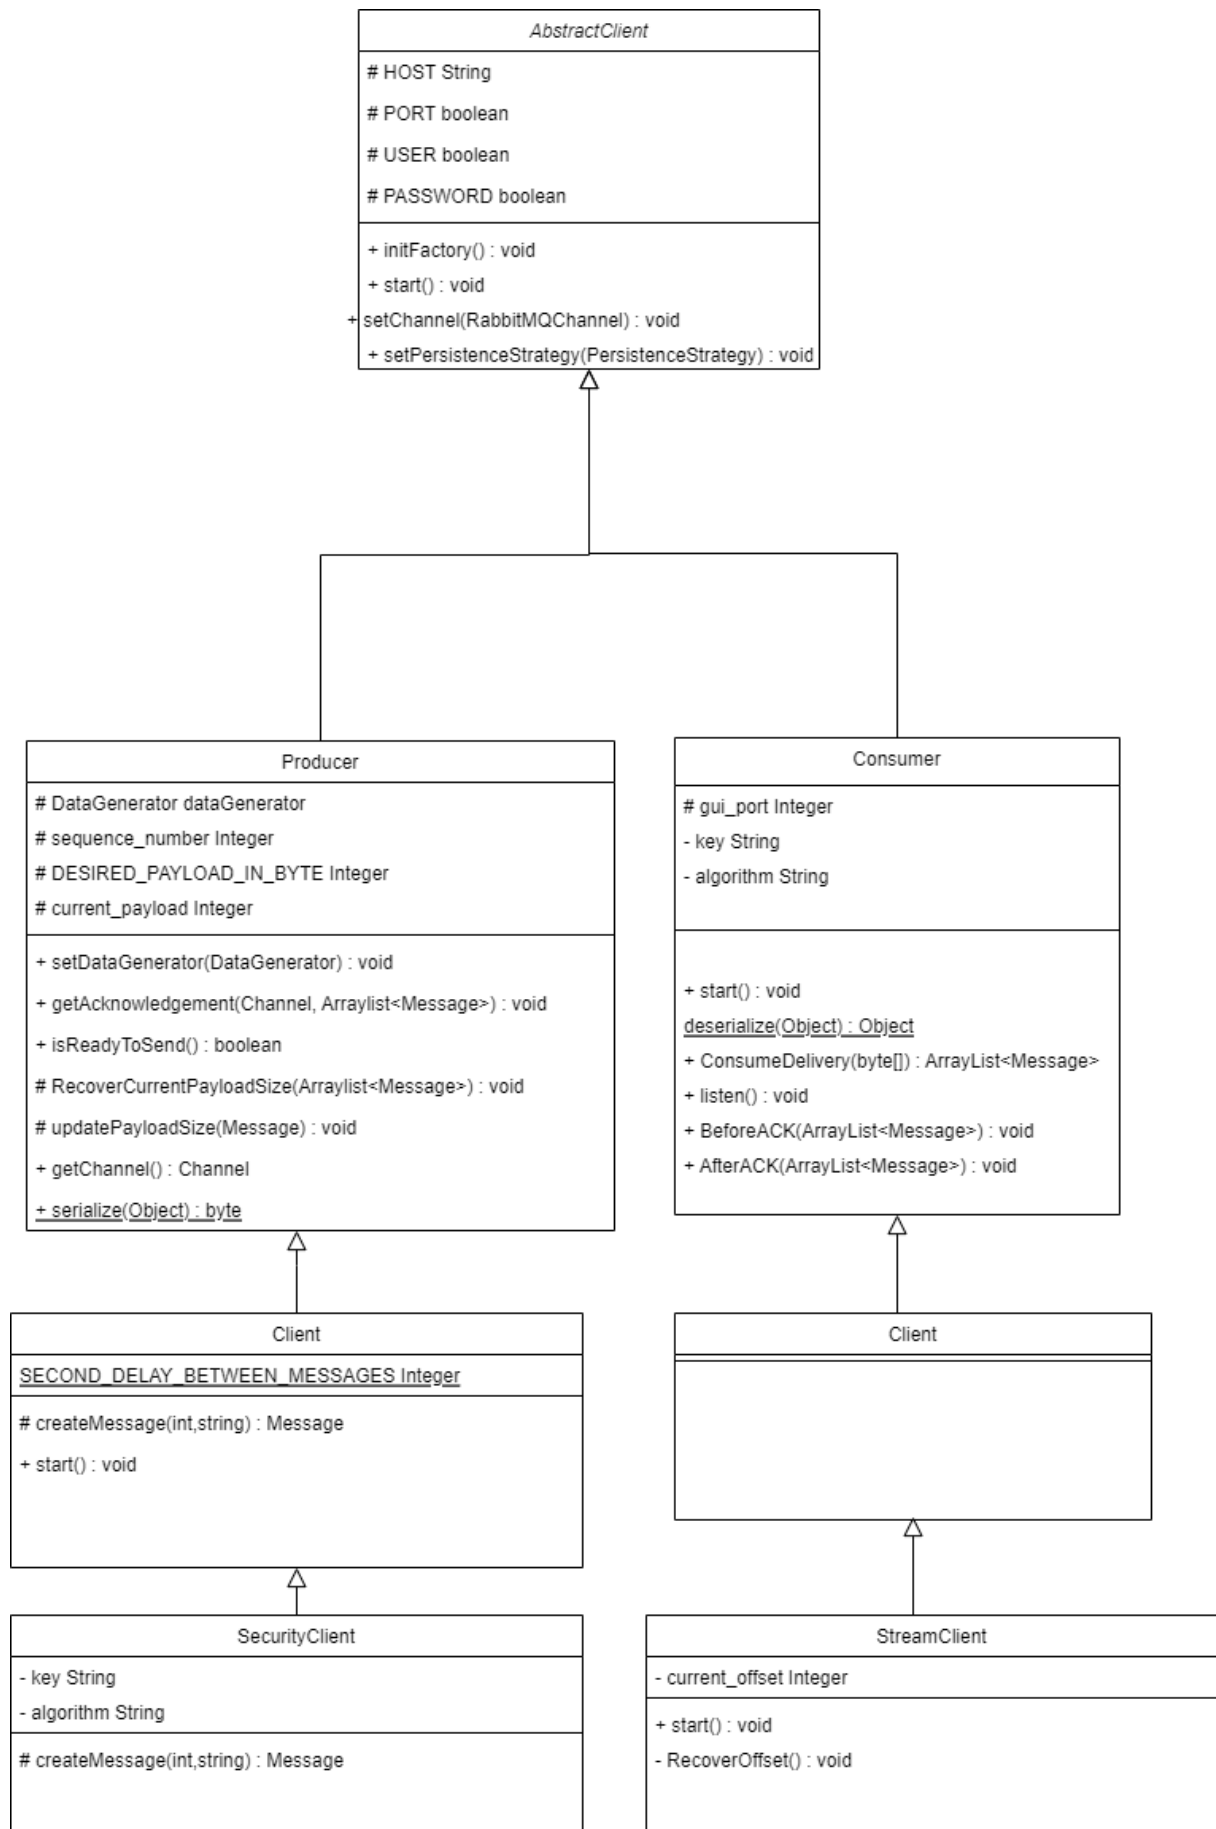 AbstractClient
# HOST String
# PORT boolean
# USER boolean
# PASSWORD boolean
+ initFactory() : void
+ start() : void
+ setChannel(RabbitMQChannel) : void
+ setPersistenceStrategy(PersistenceStrategy) : void
Producer
# DataGenerator dataGenerator
# sequence_number Integer
# DESIRED_PAYLOAD_IN_BYTE Integer
# current_payload Integer
+ setDataGenerator(DataGenerator) : void
+ getAcknowledgement(Channel, Arraylist<Message>) : void
+ isReadyToSend() : boolean
# RecoverCurrentPayloadSize(Arraylist<Message>) : void
# updatePayloadSize(Message) : void
+ getChannel() : Channel
+ serialize(Object) : byte
Consumer
# gui_port Integer
- key String
- algorithm String
+ start() : void
deserialize(Object) : Object
+ ConsumeDelivery(byte[]) : ArrayList<Message>
+ listen() : void
+ BeforeACK(ArrayList<Message>) : void
+ AfterACK(ArrayList<Message>) : void
Client
SECOND_DELAY_BETWEEN_MESSAGES Integer
# createMessage(int,string) : Message
+ start() : void
Client
SecurityClient
- key String
- algorithm String
# createMessage(int,string) : Message
StreamClient
- current_offset Integer
+ start() : void
- RecoverOffset() : void